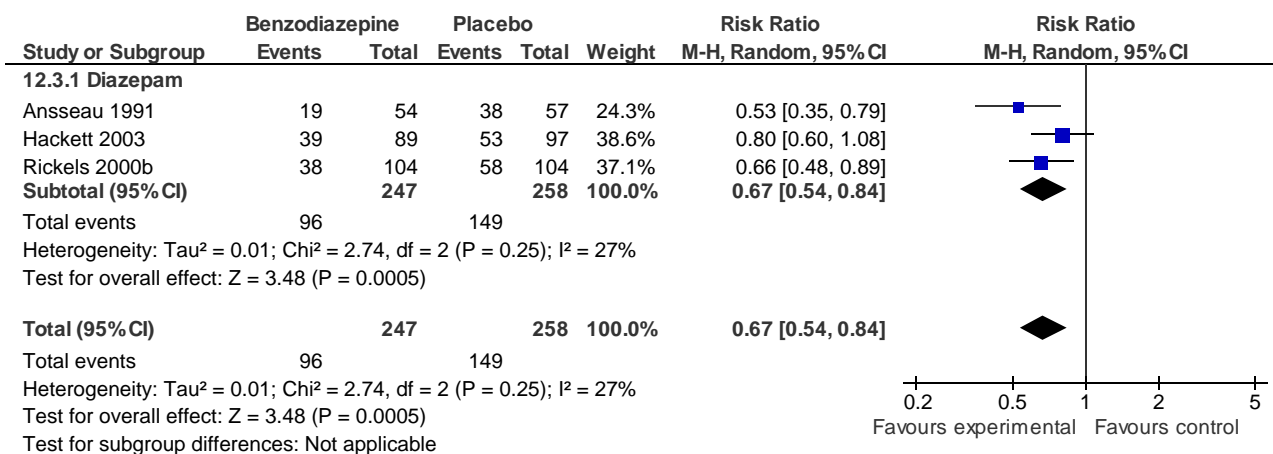 Benzodiazepine Placebo Risk Ratio Risk Ratio
Study or Subgroup Events Total Events Total Weight M-H, Random, 95% CI M-H, Random, 95% CI
12.3.1 Diazepam
Ansseau 1991 19 54 38 57 24.3% 0.53 [0.35, 0.79]
Hackett 2003 39 89 53 97 38.6% 0.80 [0.60, 1.08]
Rickels 2000b 38 104 58 104 37.1% 0.66 [0.48, 0.89]
Subtotal (95% CI) 247 258 100.0% 0.67 [0.54, 0.84]
Total events 96 149
Heterogeneity: Tau² = 0.01; Chi² = 2.74, df = 2 (P = 0.25); I² = 27%
Test for overall effect: Z = 3.48 (P = 0.0005)
Total (95% CI) 247 258 100.0% 0.67 [0.54, 0.84]
Total events 96 149
Heterogeneity: Tau² = 0.01; Chi² = 2.74, df = 2 (P = 0.25); I² = 27%
Test for overall effect: Z = 3.48 (P = 0.0005)
Test for subgroup differences: Not applicable
0.2 0.5 1 2 5
Favours experimental Favours control